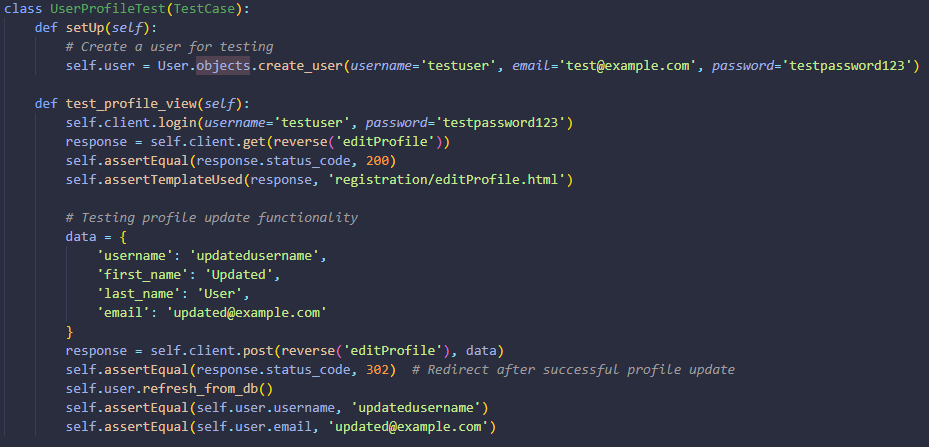 class UserProfileTest(TestCase):
    def setUp(self):
        # Create a user for testing
        self.user = User.objects.create_user(username='testuser', email='test@example.com', password='testpassword123')

    def test_profile_view(self):
        self.client.login(username='testuser', password='testpassword123')
        response = self.client.get(reverse('editProfile'))
        self.assertEqual(response.status_code, 200)
        self.assertTemplateUsed(response, 'registration/editProfile.html')

        # Testing profile update functionality
        data = {
            'username': 'updatedusername',
            'first_name': 'Updated',
            'last_name': 'User',
            'email': 'updated@example.com'
        }
        response = self.client.post(reverse('editProfile'), data)
        self.assertEqual(response.status_code, 302)  # Redirect after successful profile update
        self.user.refresh_from_db()
        self.assertEqual(self.user.username, 'updatedusername')
        self.assertEqual(self.user.email, 'updated@example.com')